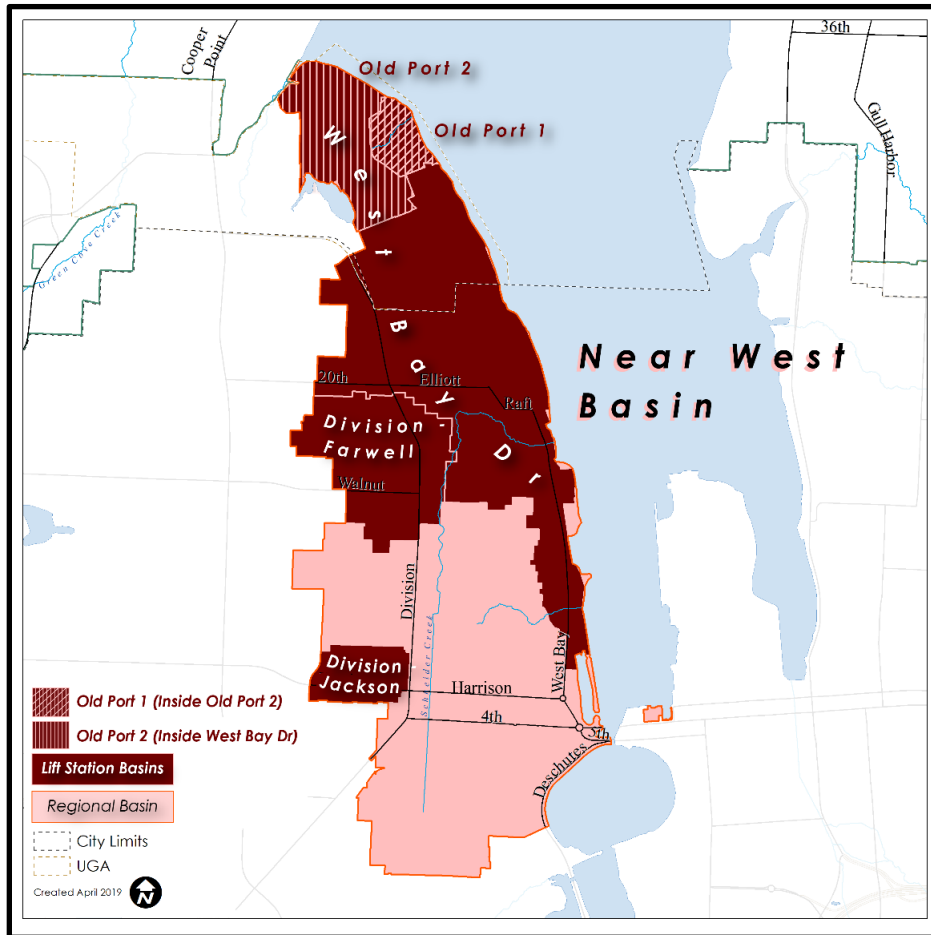 Cooper
Point
36th
Old Port 2
Gull Harbor
Old Port 1
West Bay Dr
Green Cove Creek
Near West
Basin
20th
Elliott
Raft
Division -
Farwell
Walnut
Division
Schneider Creek
West Bay
Division -
Jackson
Harrison
4th
5th
Deschutes
Old Port 1 (Inside Old Port 2)
Old Port 2 (Inside West Bay Dr)
Lift Station Basins
Regional Basin
City Limits
UGA
Created April 2019
N